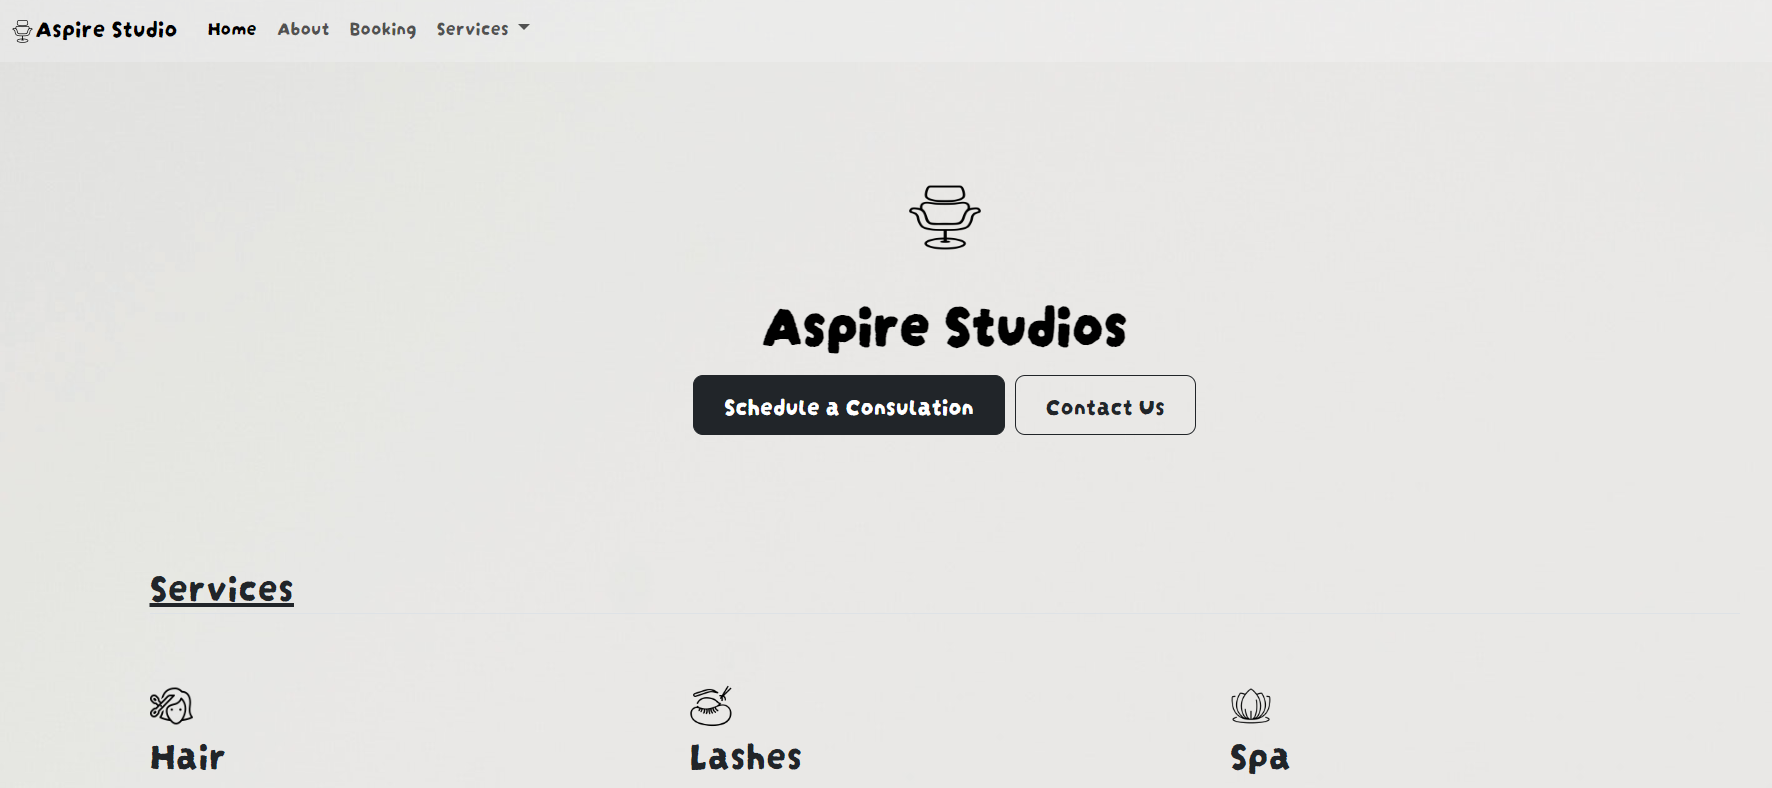 Aspire Studio Home About Booking Services
Aspire Studios
Schedule a Consulation Contact Us
Services
Hair Lashes Spa